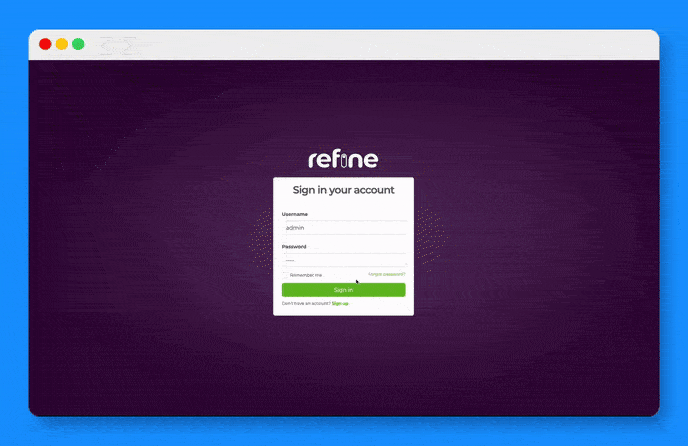 refine
Sign in your account
Username
admin
Password
Remember me
Forgot password?
Sign in
Don't have an account? Sign up